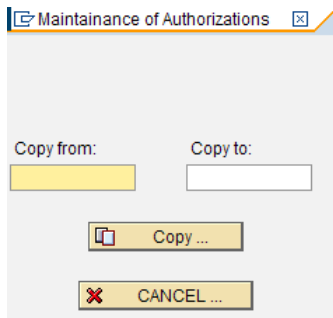 Maintainance of Authorizations
Copy from: Copy to:
Copy ...
CANCEL ...